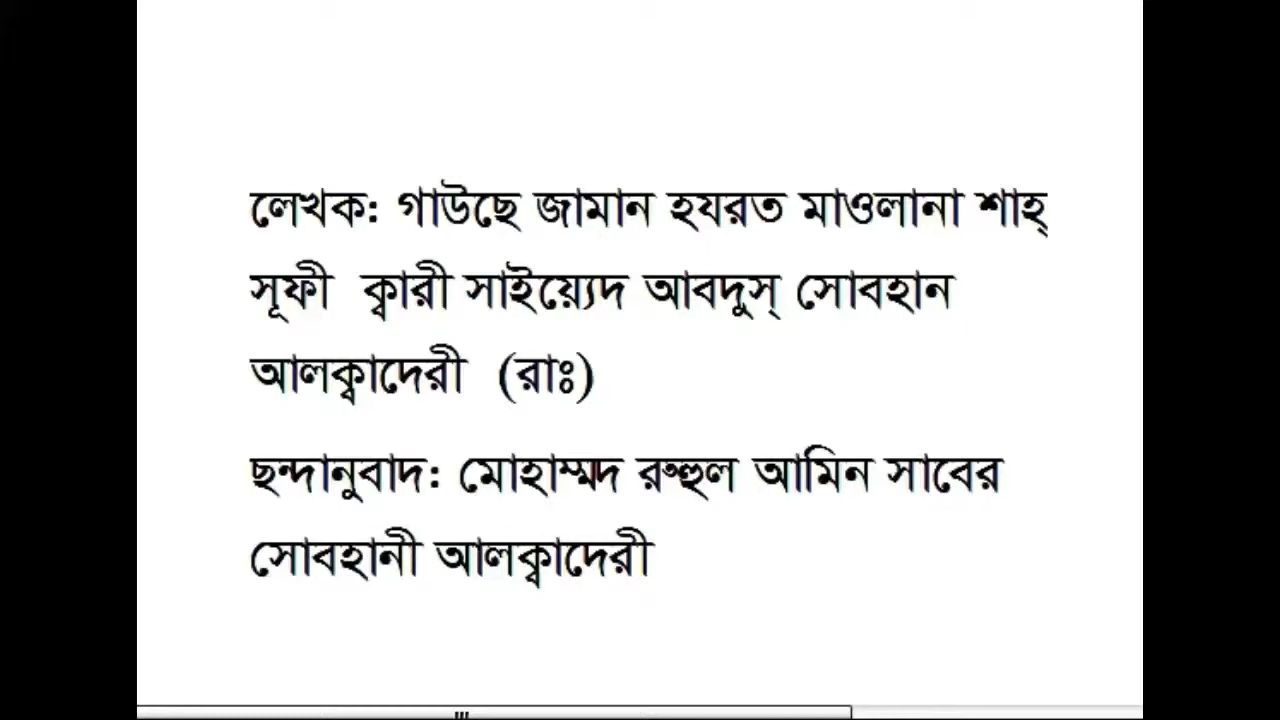 লেখক: গাউছে জামান হযরত মাওলানা শাহ্
সূফী ক্বারী সাইয়্যেদ আবদুস্ সোবহান
আলক্বাদেরী (রাঃ)
ছন্দানুবাদ: মোহাম্মদ রুহুল আমিন সাবের
সোবহানী আলক্বাদেরী